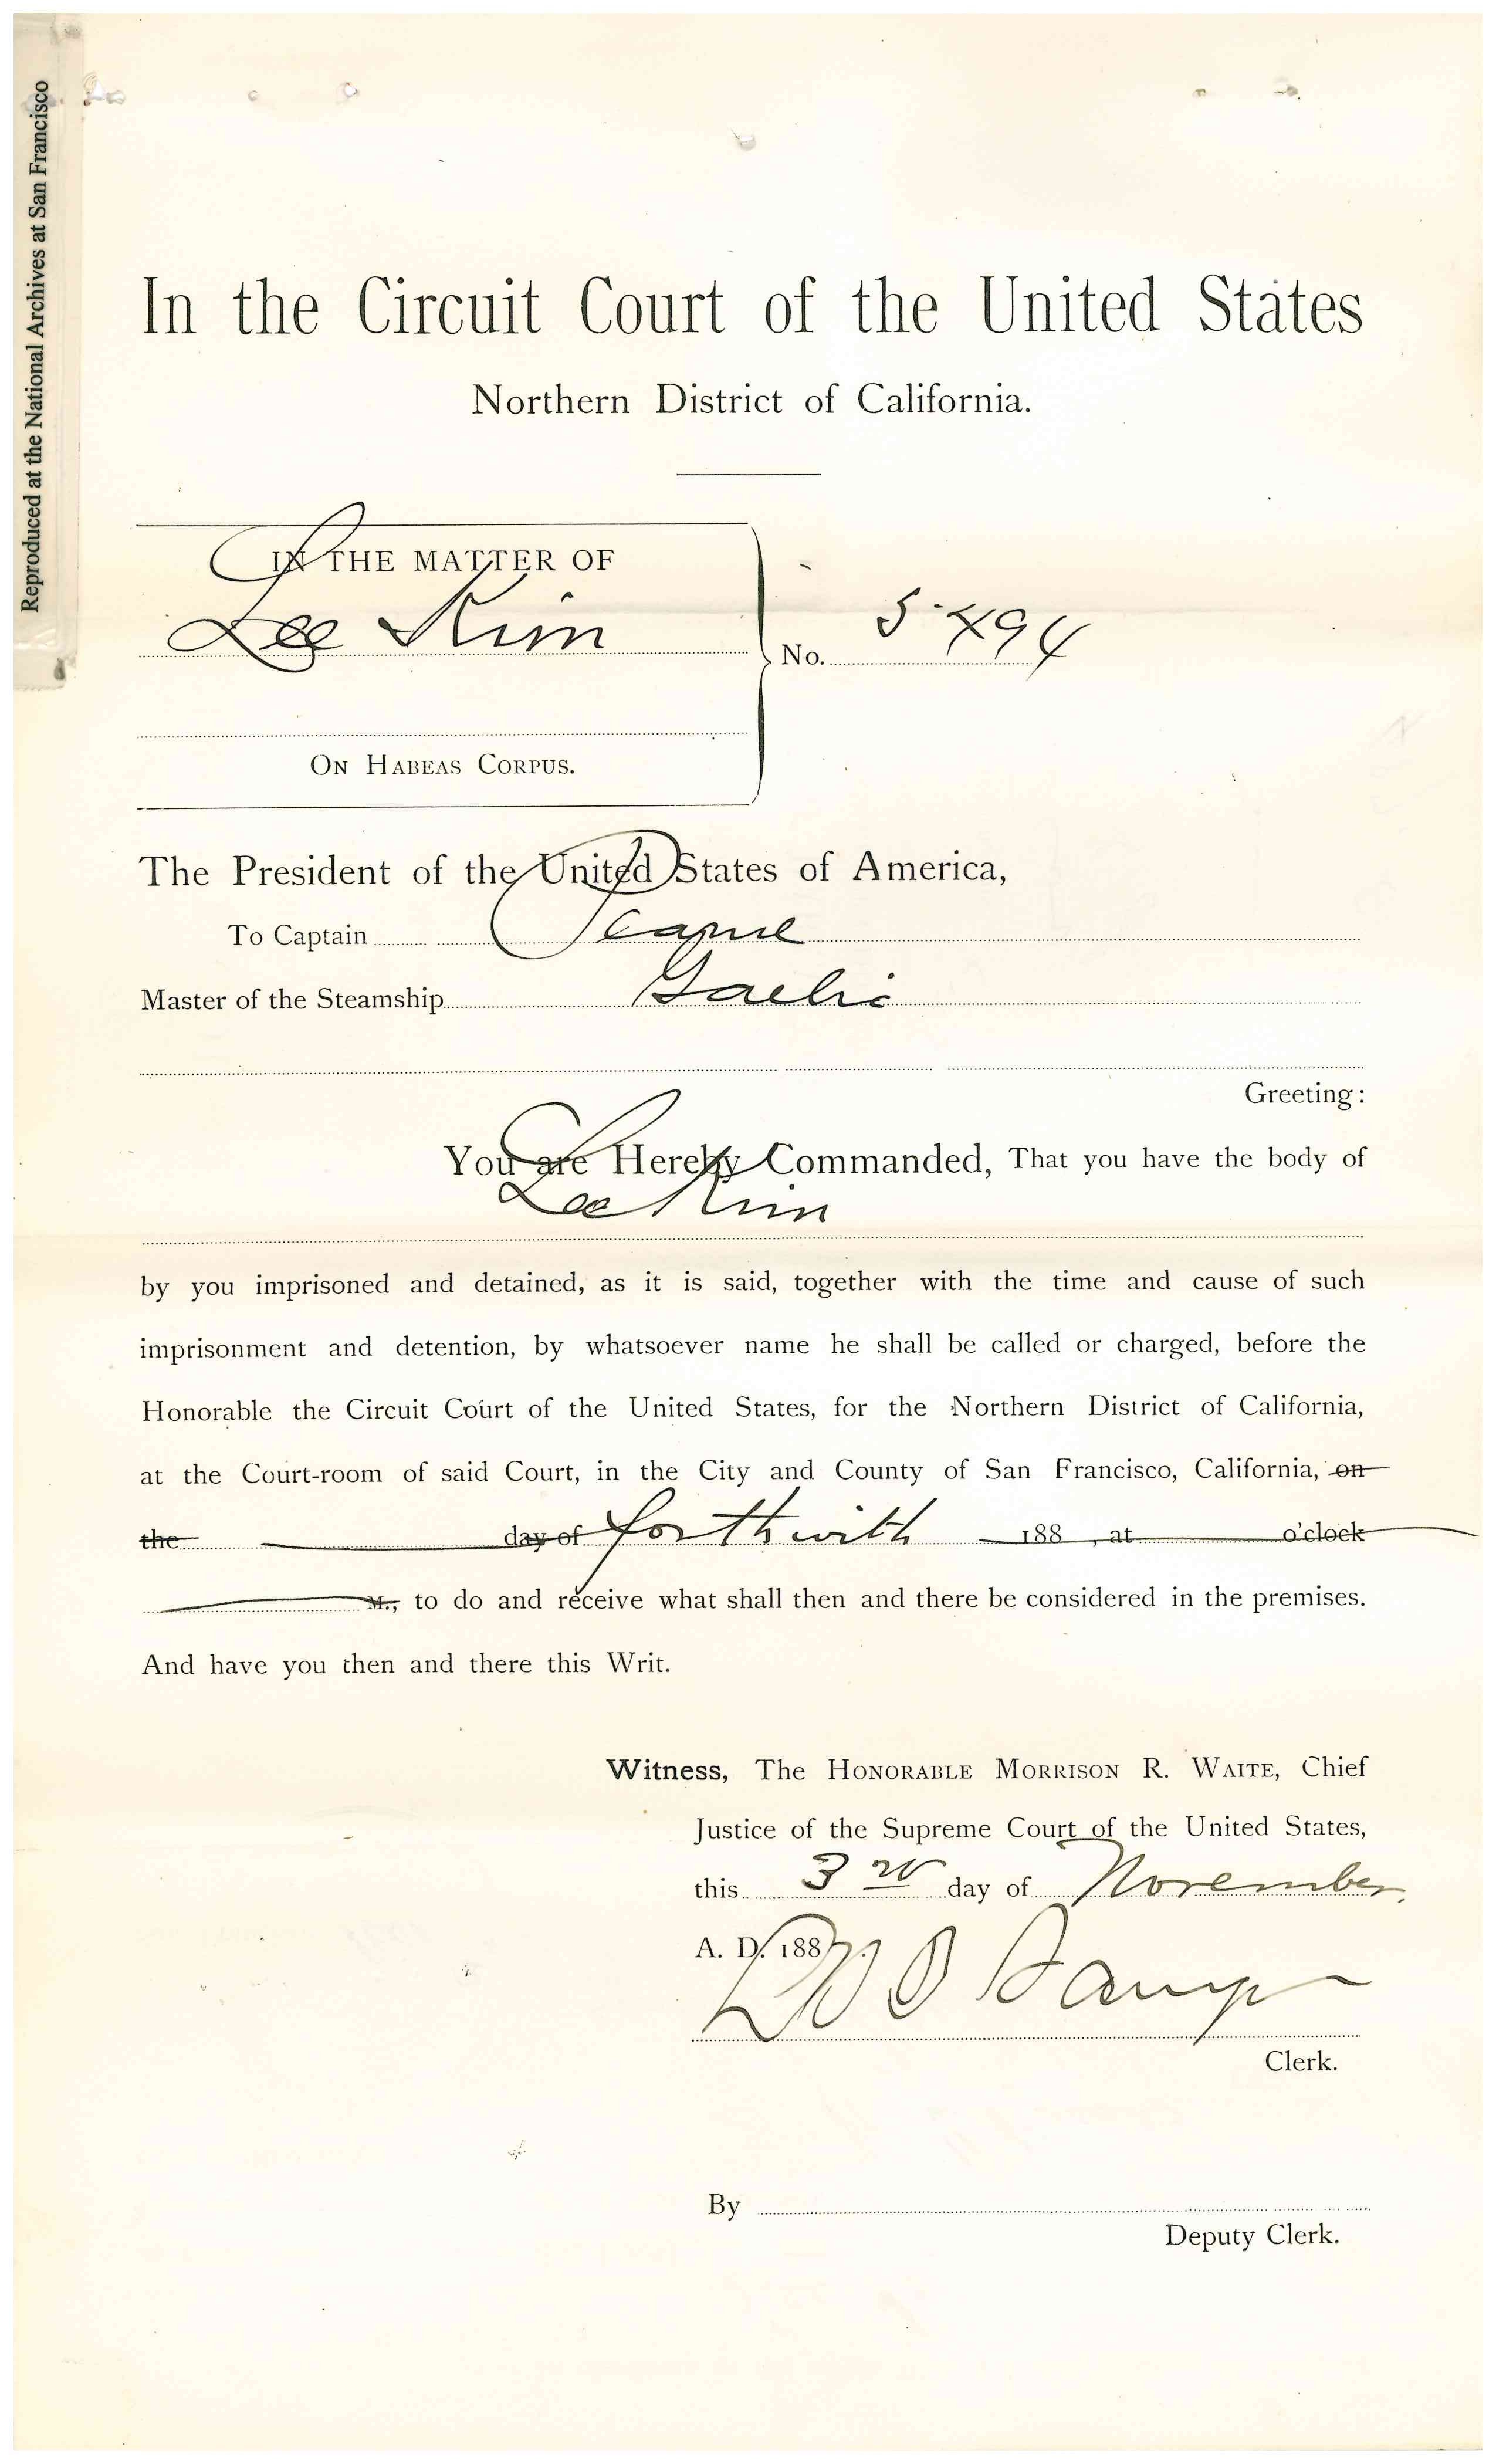 Reproduced at the National Archives at San Francisco
In the Circuit Court of the United States
Northern District of California.
IN THE MATTER OF
Lee Kim
No.
ON HABEAS CORPUS.
The President of the United States of America,
To Captain Pearne
Master of the Steamship Gaelic
Greeting:
You are Hereby Commanded, That you have the body of
Lee Kim
by you imprisoned and detained, as it is said, together with the time and cause of such
imprisonment and detention, by whatsoever name he shall be called or charged, before the
Honorable the Circuit Court of the United States, for the Northern District of California,
at the Court-room of said Court, in the City and County of San Francisco, California, on
the day of forthwith 188 , at o'clock
M., to do and receive what shall then and there be considered in the premises.
And have you then and there this Writ.
Witness, The HONORABLE MORRISON R. WAITE, Chief
Justice of the Supreme Court of the United States,
this 3rd day of November
A. D. 1887.
Clerk.
By
Deputy Clerk.